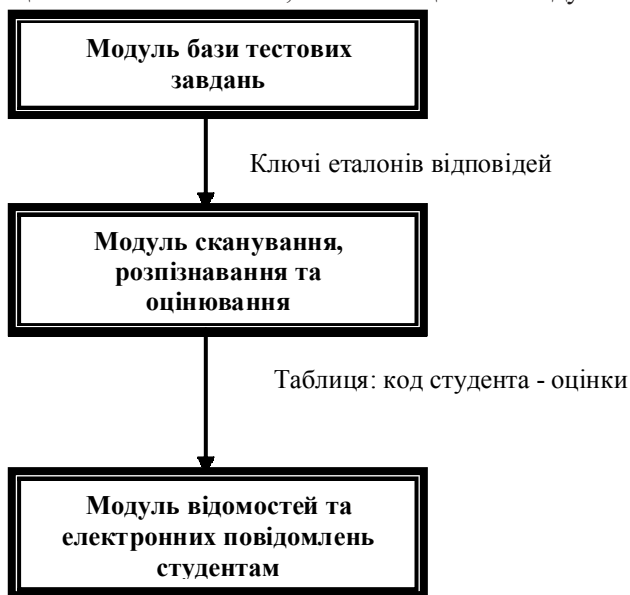 Модуль бази тестових
завдань
Ключі еталонів відповідей
Модуль сканування,
розпізнавання та
оцінювання
Таблиця: код студента - оцінки
Модуль відомостей та
електронних повідомлень
студентам